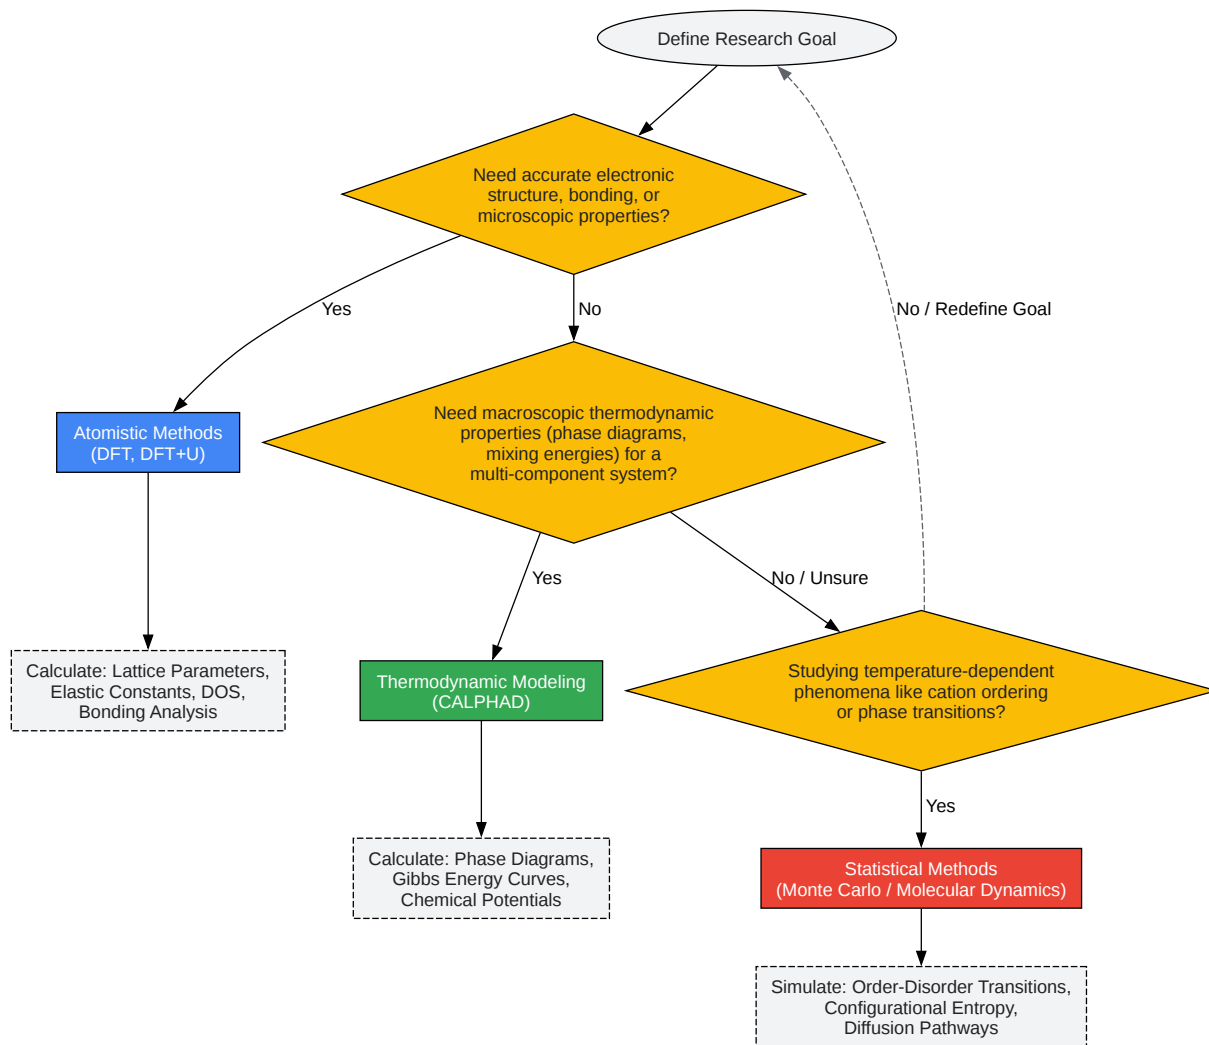 Define Research Goal
Need accurate electronic
structure, bonding, or
microscopic properties?
Yes
No
No / Redefine Goal
Atomistic Methods
(DFT, DFT+U)
Need macroscopic thermodynamic
properties (phase diagrams,
mixing energies) for a
multi-component system?
Yes
No / Unsure
Calculate: Lattice Parameters,
Elastic Constants, DOS,
Bonding Analysis
Thermodynamic Modeling
(CALPHAD)
Studying temperature-dependent
phenomena like cation ordering
or phase transitions?
Yes
Calculate: Phase Diagrams,
Gibbs Energy Curves,
Chemical Potentials
Statistical Methods
(Monte Carlo / Molecular Dynamics)
Simulate: Order-Disorder Transitions,
Configurational Entropy,
Diffusion Pathways